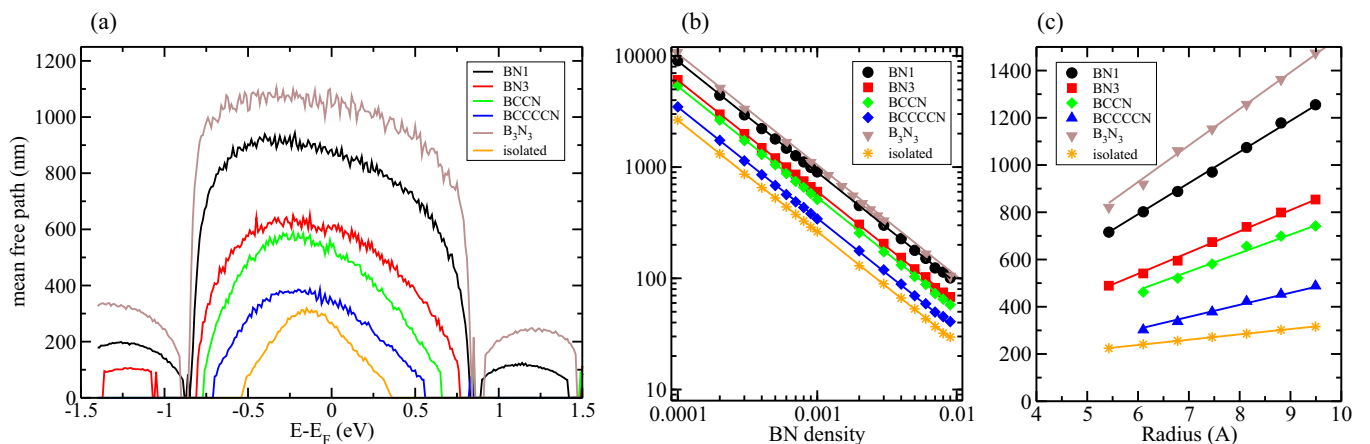 (a)
(b)
(c)
mean free path (nm)
1200
1000
800
600
400
200
0
-1.5
-1
-0.5
0
0.5
1
1.5
E-E_F (eV)
BN1
BN3
BCCN
BCCCCN
B₃N₃
isolated
10000
1000
100
10
0.0001
0.001
0.01
BN density
BN1
BN3
BCCN
BCCCCN
B₃N₃
isolated
1400
1200
1000
800
600
400
200
0
4
5
6
7
8
9
10
Radius (A)
BN1
BN3
BCCN
BCCCCN
B₃N₃
isolated